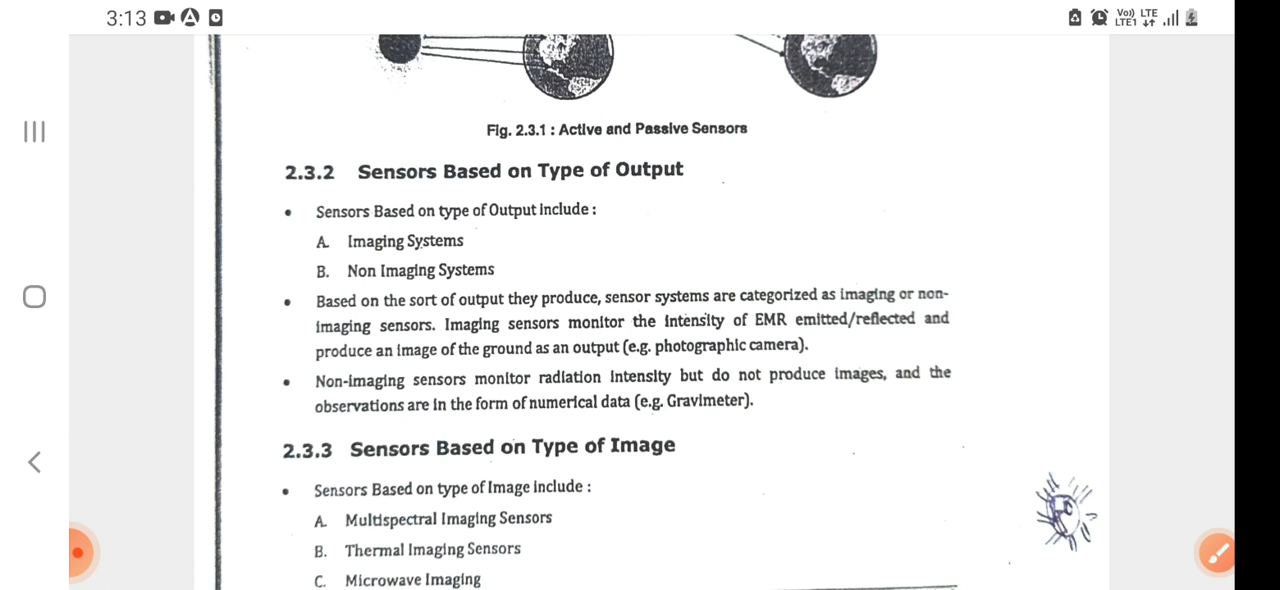 3:13
Vo)) LTE
LTE1
Fig. 2.3.1 : Active and Passive Sensors
2.3.2 Sensors Based on Type of Output
• Sensors Based on type of Output include :
A. Imaging Systems
B. Non Imaging Systems
• Based on the sort of output they produce, sensor systems are categorized as imaging or non-
imaging sensors. Imaging sensors monitor the intensity of EMR emitted/reflected and
produce an image of the ground as an output (e.g. photographic camera).
• Non-imaging sensors monitor radiation intensity but do not produce images, and the
observations are in the form of numerical data (e.g. Gravimeter).
2.3.3 Sensors Based on Type of Image
• Sensors Based on type of Image include :
A. Multispectral Imaging Sensors
B. Thermal Imaging Sensors
C. Microwave Imaging